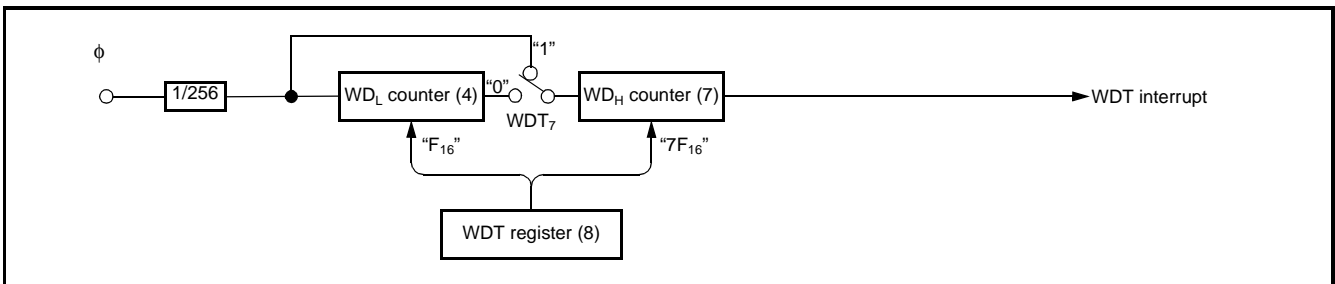 ϕ
“1”
1/256
WDL counter (4)
“0”
WDH counter (7)
WDT interrupt
WDT7
“F16”
“7F16”
WDT register (8)